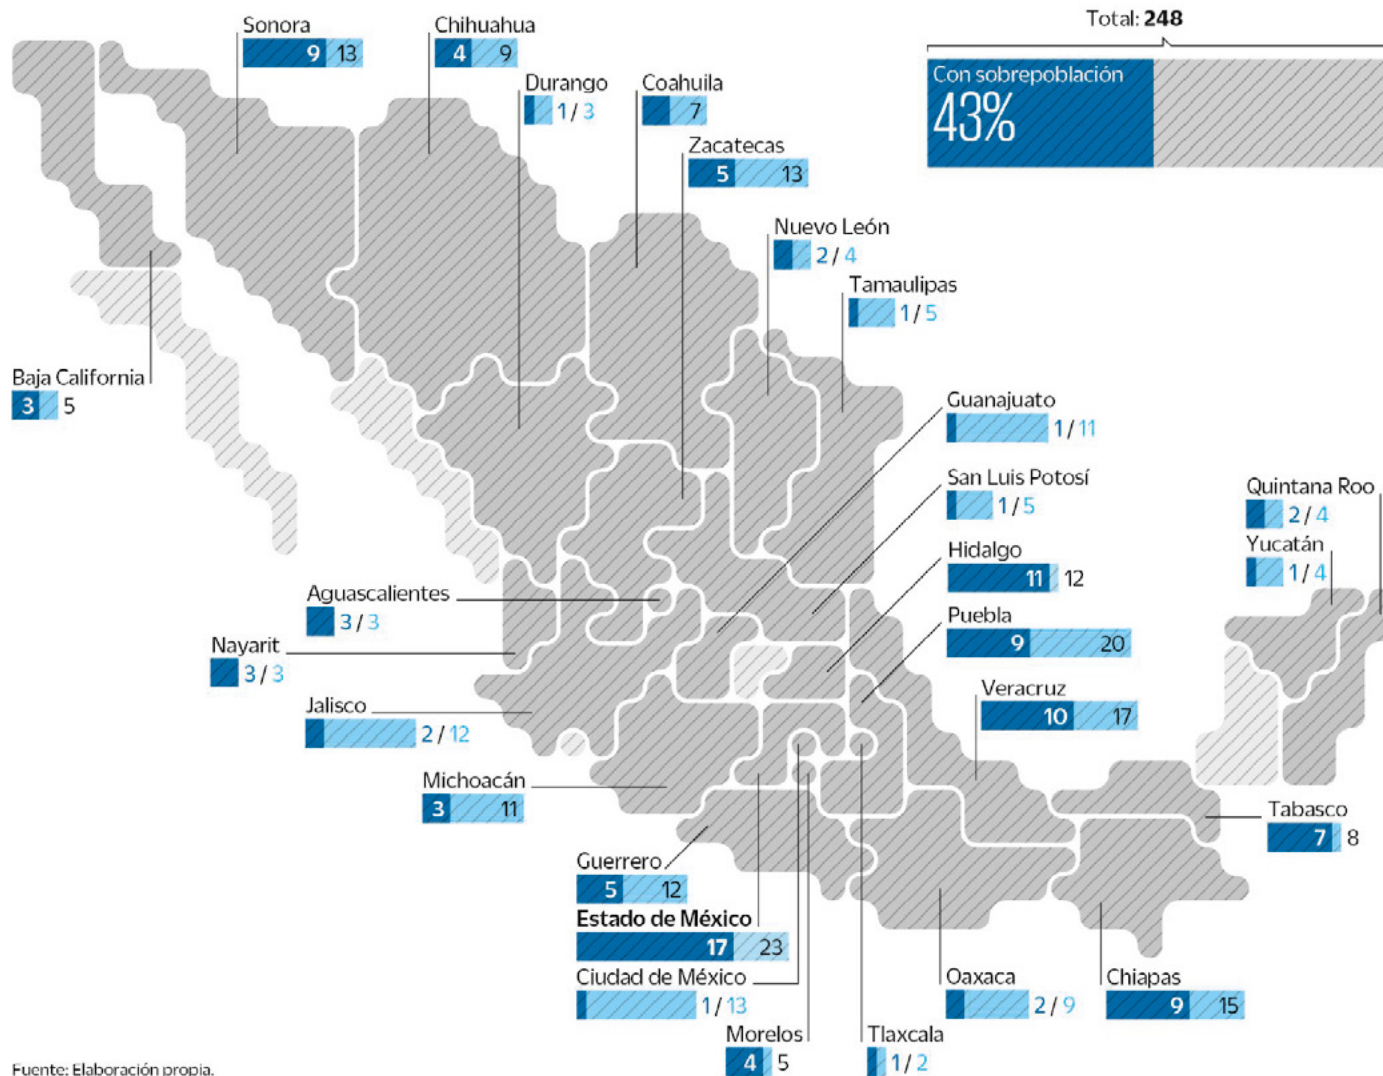 Total: 248
Con sobrepoblación
43%
Sonora
9 13
Chihuahua
4 9
Durango
1 / 3
Coahuila
7
Zacatecas
5 13
Nuevo León
2 / 4
Tamaulipas
1 / 5
Baja California
3 5
Guanajuato
1 / 11
San Luis Potosí
1 / 5
Hidalgo
11 12
Puebla
9 20
Veracruz
10 17
Quintana Roo
2 / 4
Yucatán
1 / 4
Aguascalientes
3 / 3
Nayarit
3 / 3
Jalisco
2 / 12
Michoacán
3 11
Tabasco
7 8
Guerrero
5 12
Estado de México
17 23
Ciudad de México
1 / 13
Morelos
4 5
Tlaxcala
1 / 2
Oaxaca
2 / 9
Chiapas
9 15
Fuente: Elaboración propia.